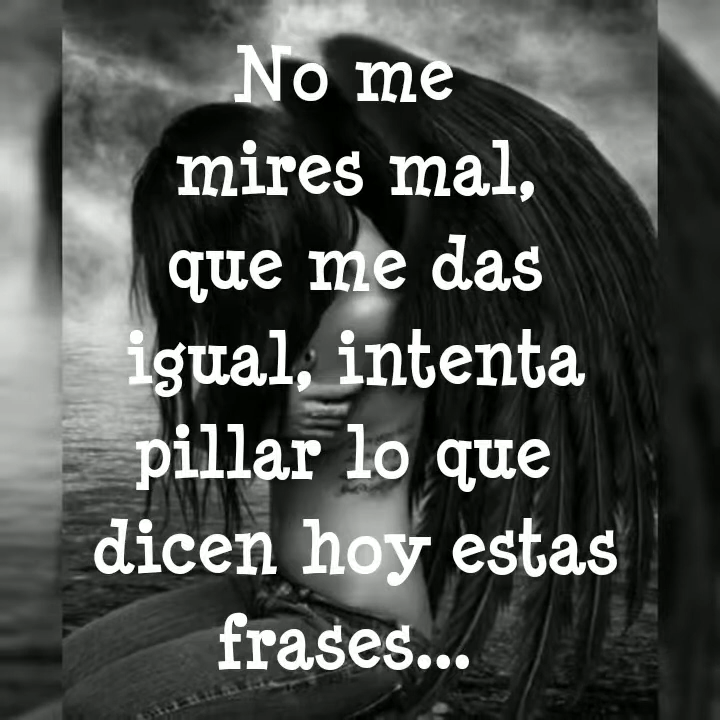 No me
mires mal,
que me das
igual, intenta
pillar lo que
dicen hoy estas
frases...